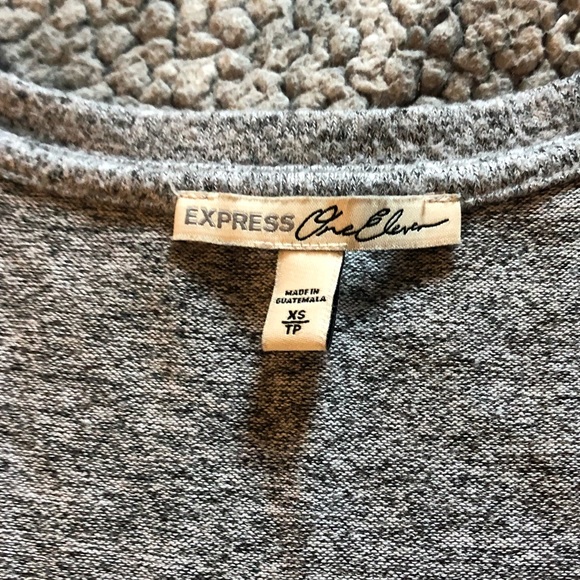 EXPRESS One Eleven
MADE IN
GUATEMALA
XS
TP